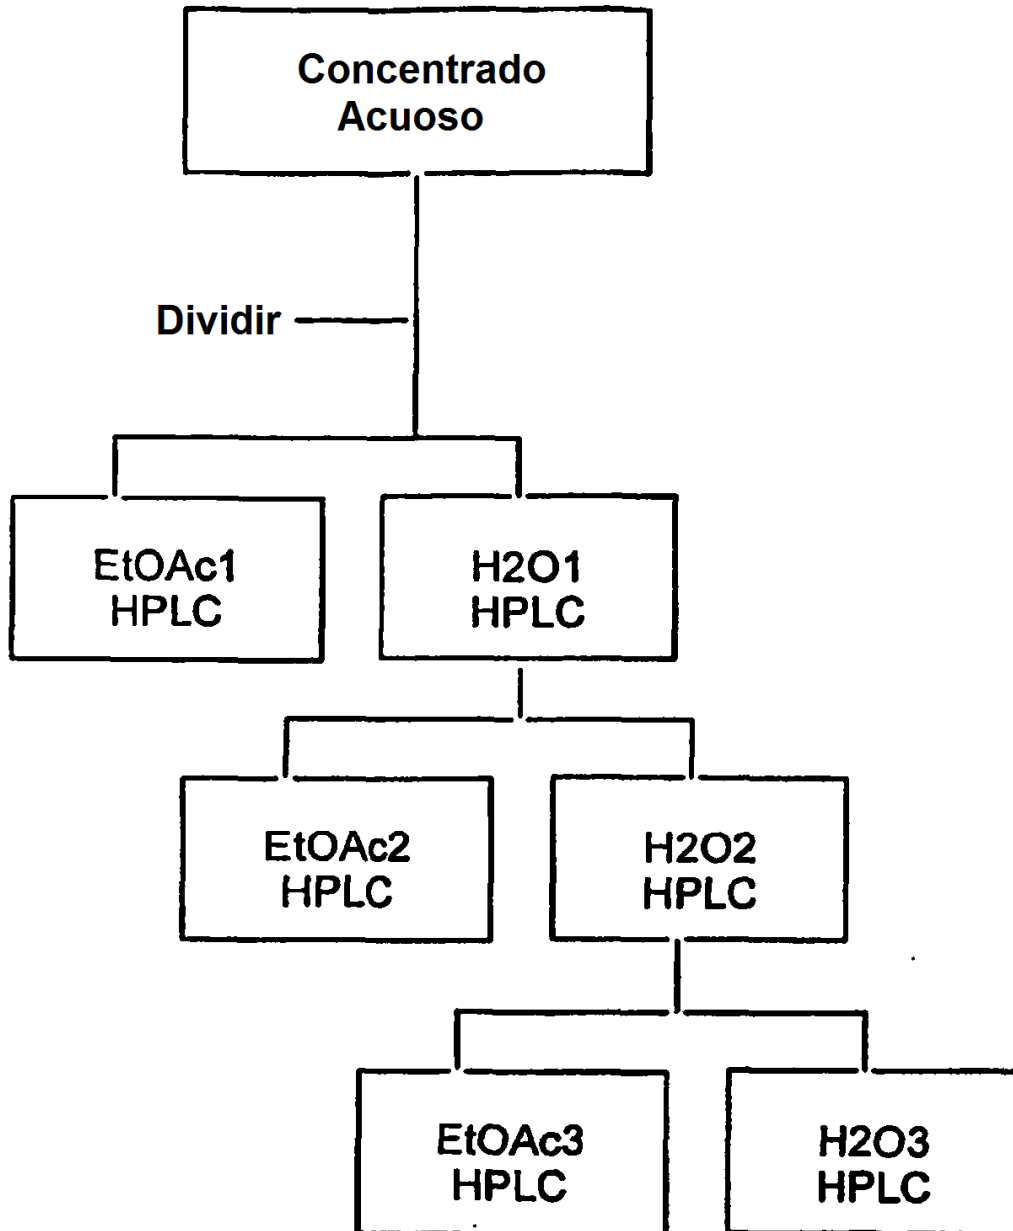 Concentrado
Acuoso
Dividir
EtOAc1
HPLC
H2O1
HPLC
EtOAc2
HPLC
H2O2
HPLC
EtOAc3
HPLC
H2O3
HPLC